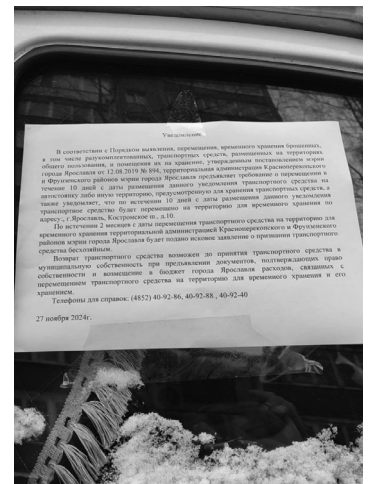 Уведомление
В соответствии с Порядком выявления, перемещения, временного хранения брошенных,
в том числе разукомплектованных, транспортных средств, размещенных на территориях
общего пользования, и помещения их на хранение, утвержденным постановлением мэрии
города Ярославля от 12.08.2019 № 894, территориальная администрация Красноперекопского
и Фрунзенского районов мэрии города Ярославля предъявляет требование о перемещении в
течение 10 дней с даты размещения данного уведомления транспортного средства на
автостоянку либо иную территорию, предусмотренную для хранения транспортных средств, а
также уведомляет, что по истечении 10 дней с даты размещения данного уведомления
транспортное средство будет перемещено на территорию для временного хранения по
адресу: г. Ярославль, Костромское ш., д.10.
По истечении 2 месяцев с даты перемещения транспортного средства на территорию для
временного хранения территориальной администрацией Красноперекопского и Фрунзенского
районов мэрии города Ярославля будет подано исковое заявление о признании транспортного
средства бесхозяйным.
Возврат транспортного средства возможен до принятия транспортного средства в
муниципальную собственность при предъявлении документов, подтверждающих право
собственности и возмещение в бюджет города Ярославля расходов, связанных с
перемещением транспортного средства на территорию для временного хранения и его
хранением.
Телефоны для справок: (4852) 40-92-86, 40-92-88., 40-92-40
27 ноября 2024г.